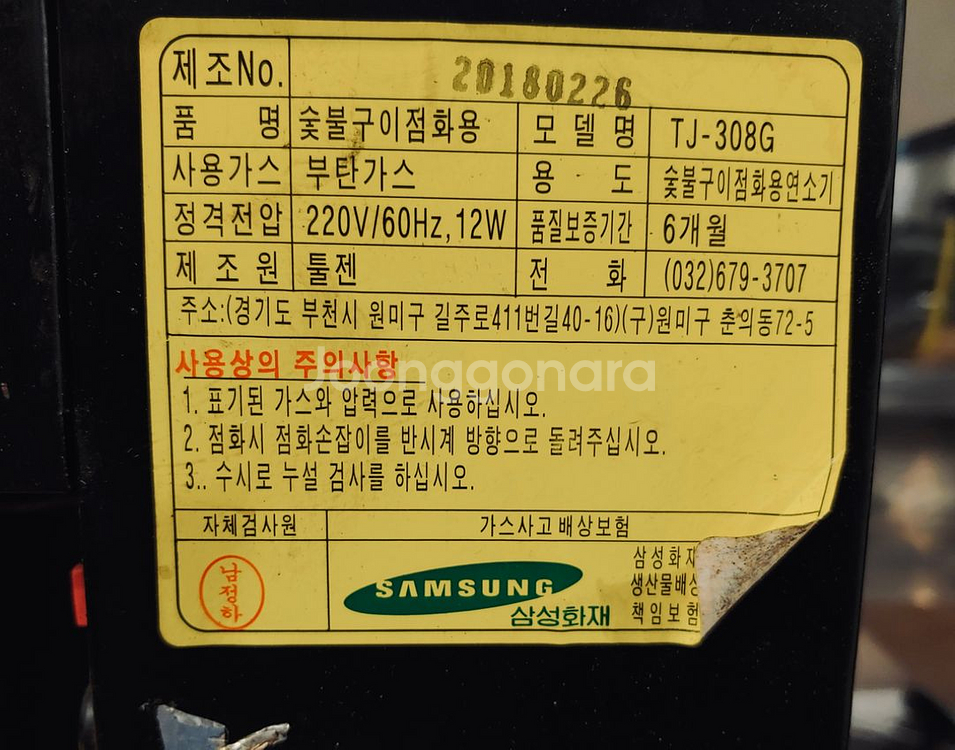 제조No. 20180226
품 명 숯불구이점화용 모델명 TJ-308G
사용가스 부탄가스 용 도 숯불구이점화용연소기
정격전압 220V/60Hz, 12W 품질보증기간 6개월
제조원 툴젠 전 화 (032)679-3707
주소:(경기도 부천시 원미구 길주로411번길40-16)(구)원미구 춘의동72-5
사용상의 주의사항
Joonggonara
1. 표기된 가스와 압력으로 사용하십시오.
2. 점화시 점화손잡이를 반시계 방향으로 돌려주십시오.
3.. 수시로 누설 검사를 하십시오.
자체검사원 가스사고배상보험
남정하
SAMSUNG
삼성화재
삼성화재
생산물배상
책임보험